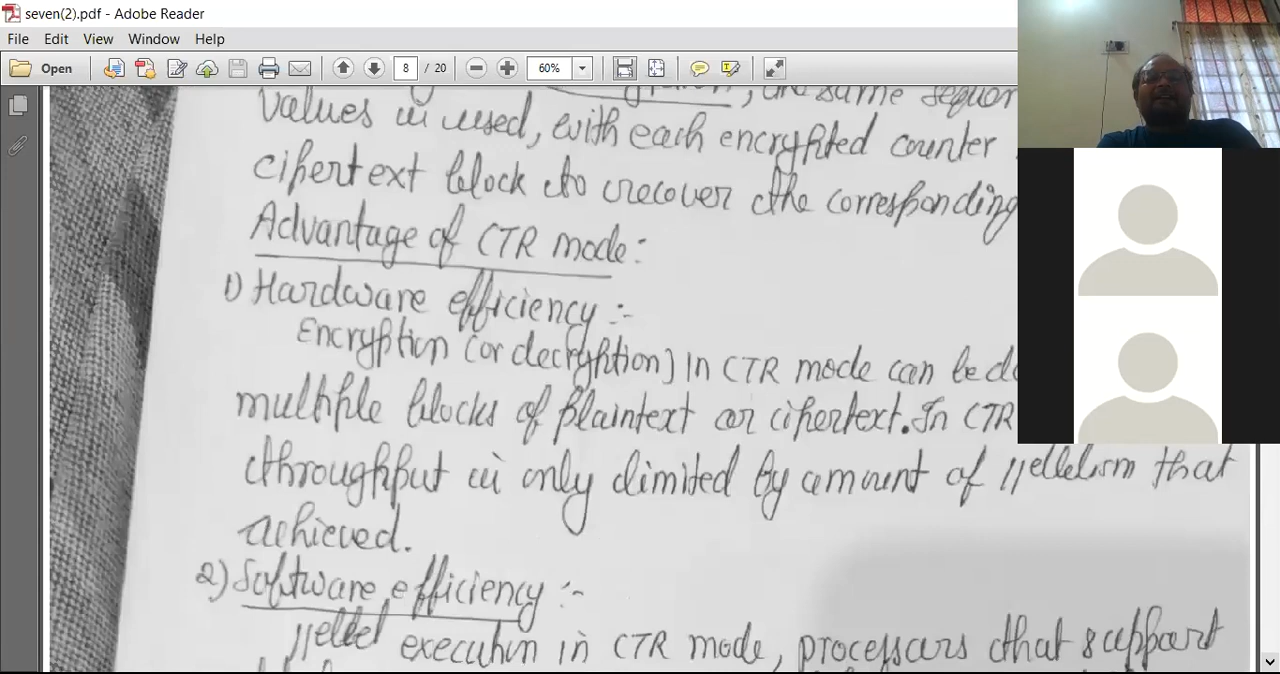 seven(2).pdf - Adobe Reader
File Edit View Window Help
Open 8 / 20 60%
same sequ
values is used, with each encrypted counter
ciphertext block to recover the corresponding
Advantage of CTR mode:
1) Hardware efficiency :-
Encryption (or decryption) in CTR mode can be d
multiple blocks of plaintext or ciphertext. In CTR
throughput is only limited by amount of ||ellelism that
achieved.
2) Software efficiency :-
||ellel execution in CTR mode, processors that support